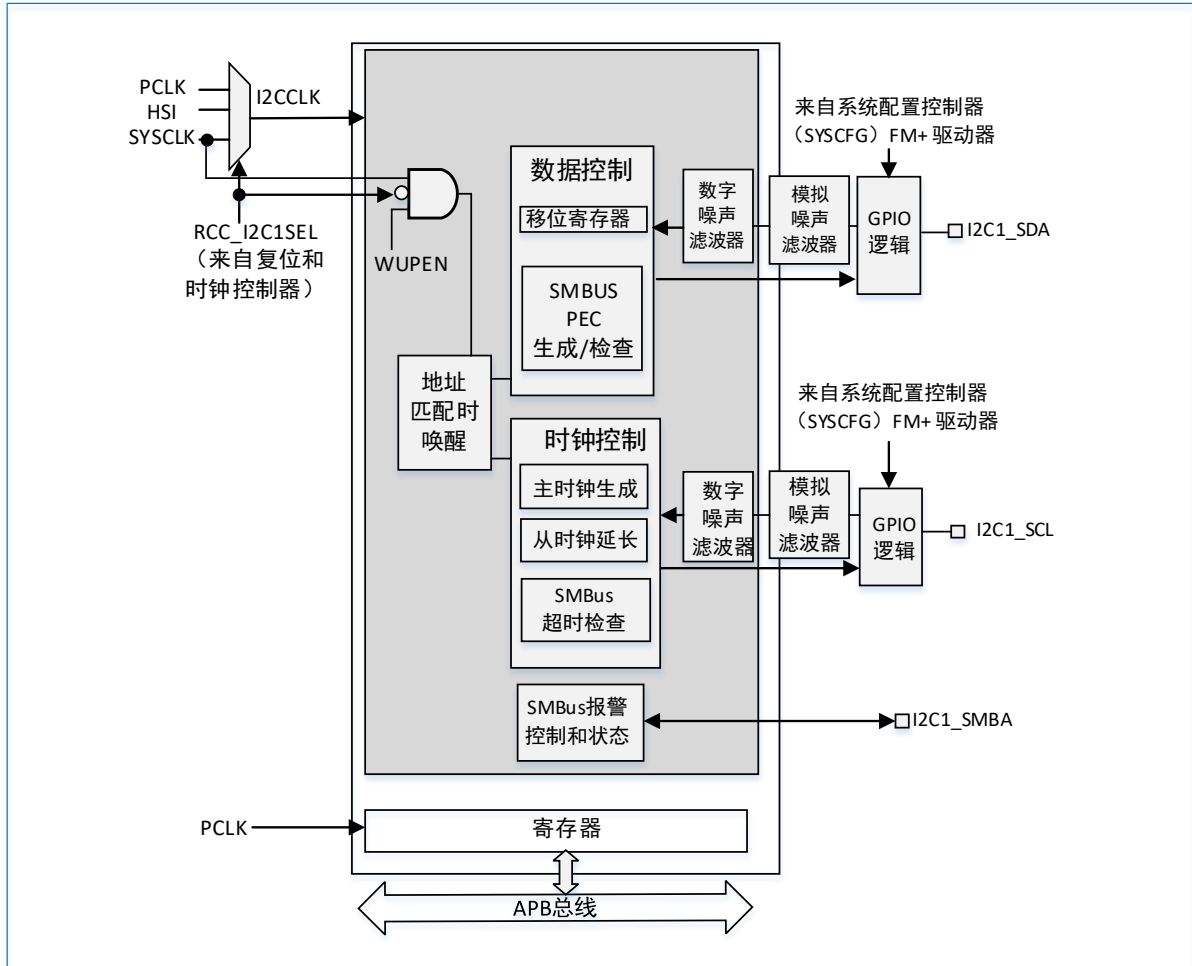 PCLK
HSI
SYSCLK
I2CCLK
RCC_I2C1SEL
（来自复位和
时钟控制器）
WUPEN
数据控制
移位寄存器
SMBUS
PEC
生成/检查
数字
噪声
滤波器
模拟
噪声
滤波器
来自系统配置控制器
（SYSCFG）FM+ 驱动器
GPIO
逻辑
I2C1_SDA
地址
匹配时
唤醒
时钟控制
主时钟生成
从时钟延长
SMBus
超时检查
数字
噪声
滤波器
模拟
噪声
滤波器
来自系统配置控制器
（SYSCFG）FM+ 驱动器
GPIO
逻辑
I2C1_SCL
SMBus报警
控制和状态
I2C1_SMBA
PCLK
寄存器
APB总线